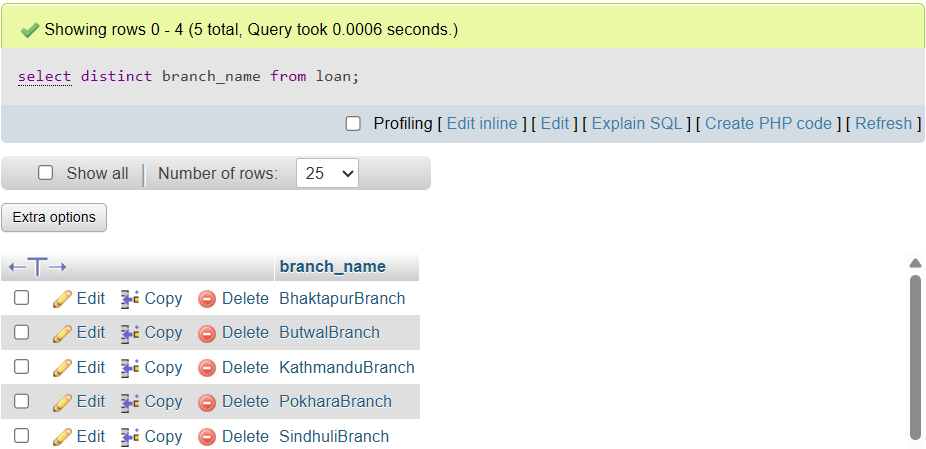 Showing rows 0 - 4 (5 total, Query took 0.0006 seconds.)
select distinct branch_name from loan;
Profiling [ Edit inline ] [ Edit ] [ Explain SQL ] [ Create PHP code ] [ Refresh ]
Show all Number of rows: 25
Extra options
branch_name
Edit Copy Delete BhaktapurBranch
Edit Copy Delete ButwalBranch
Edit Copy Delete KathmanduBranch
Edit Copy Delete PokharaBranch
Edit Copy Delete SindhuliBranch